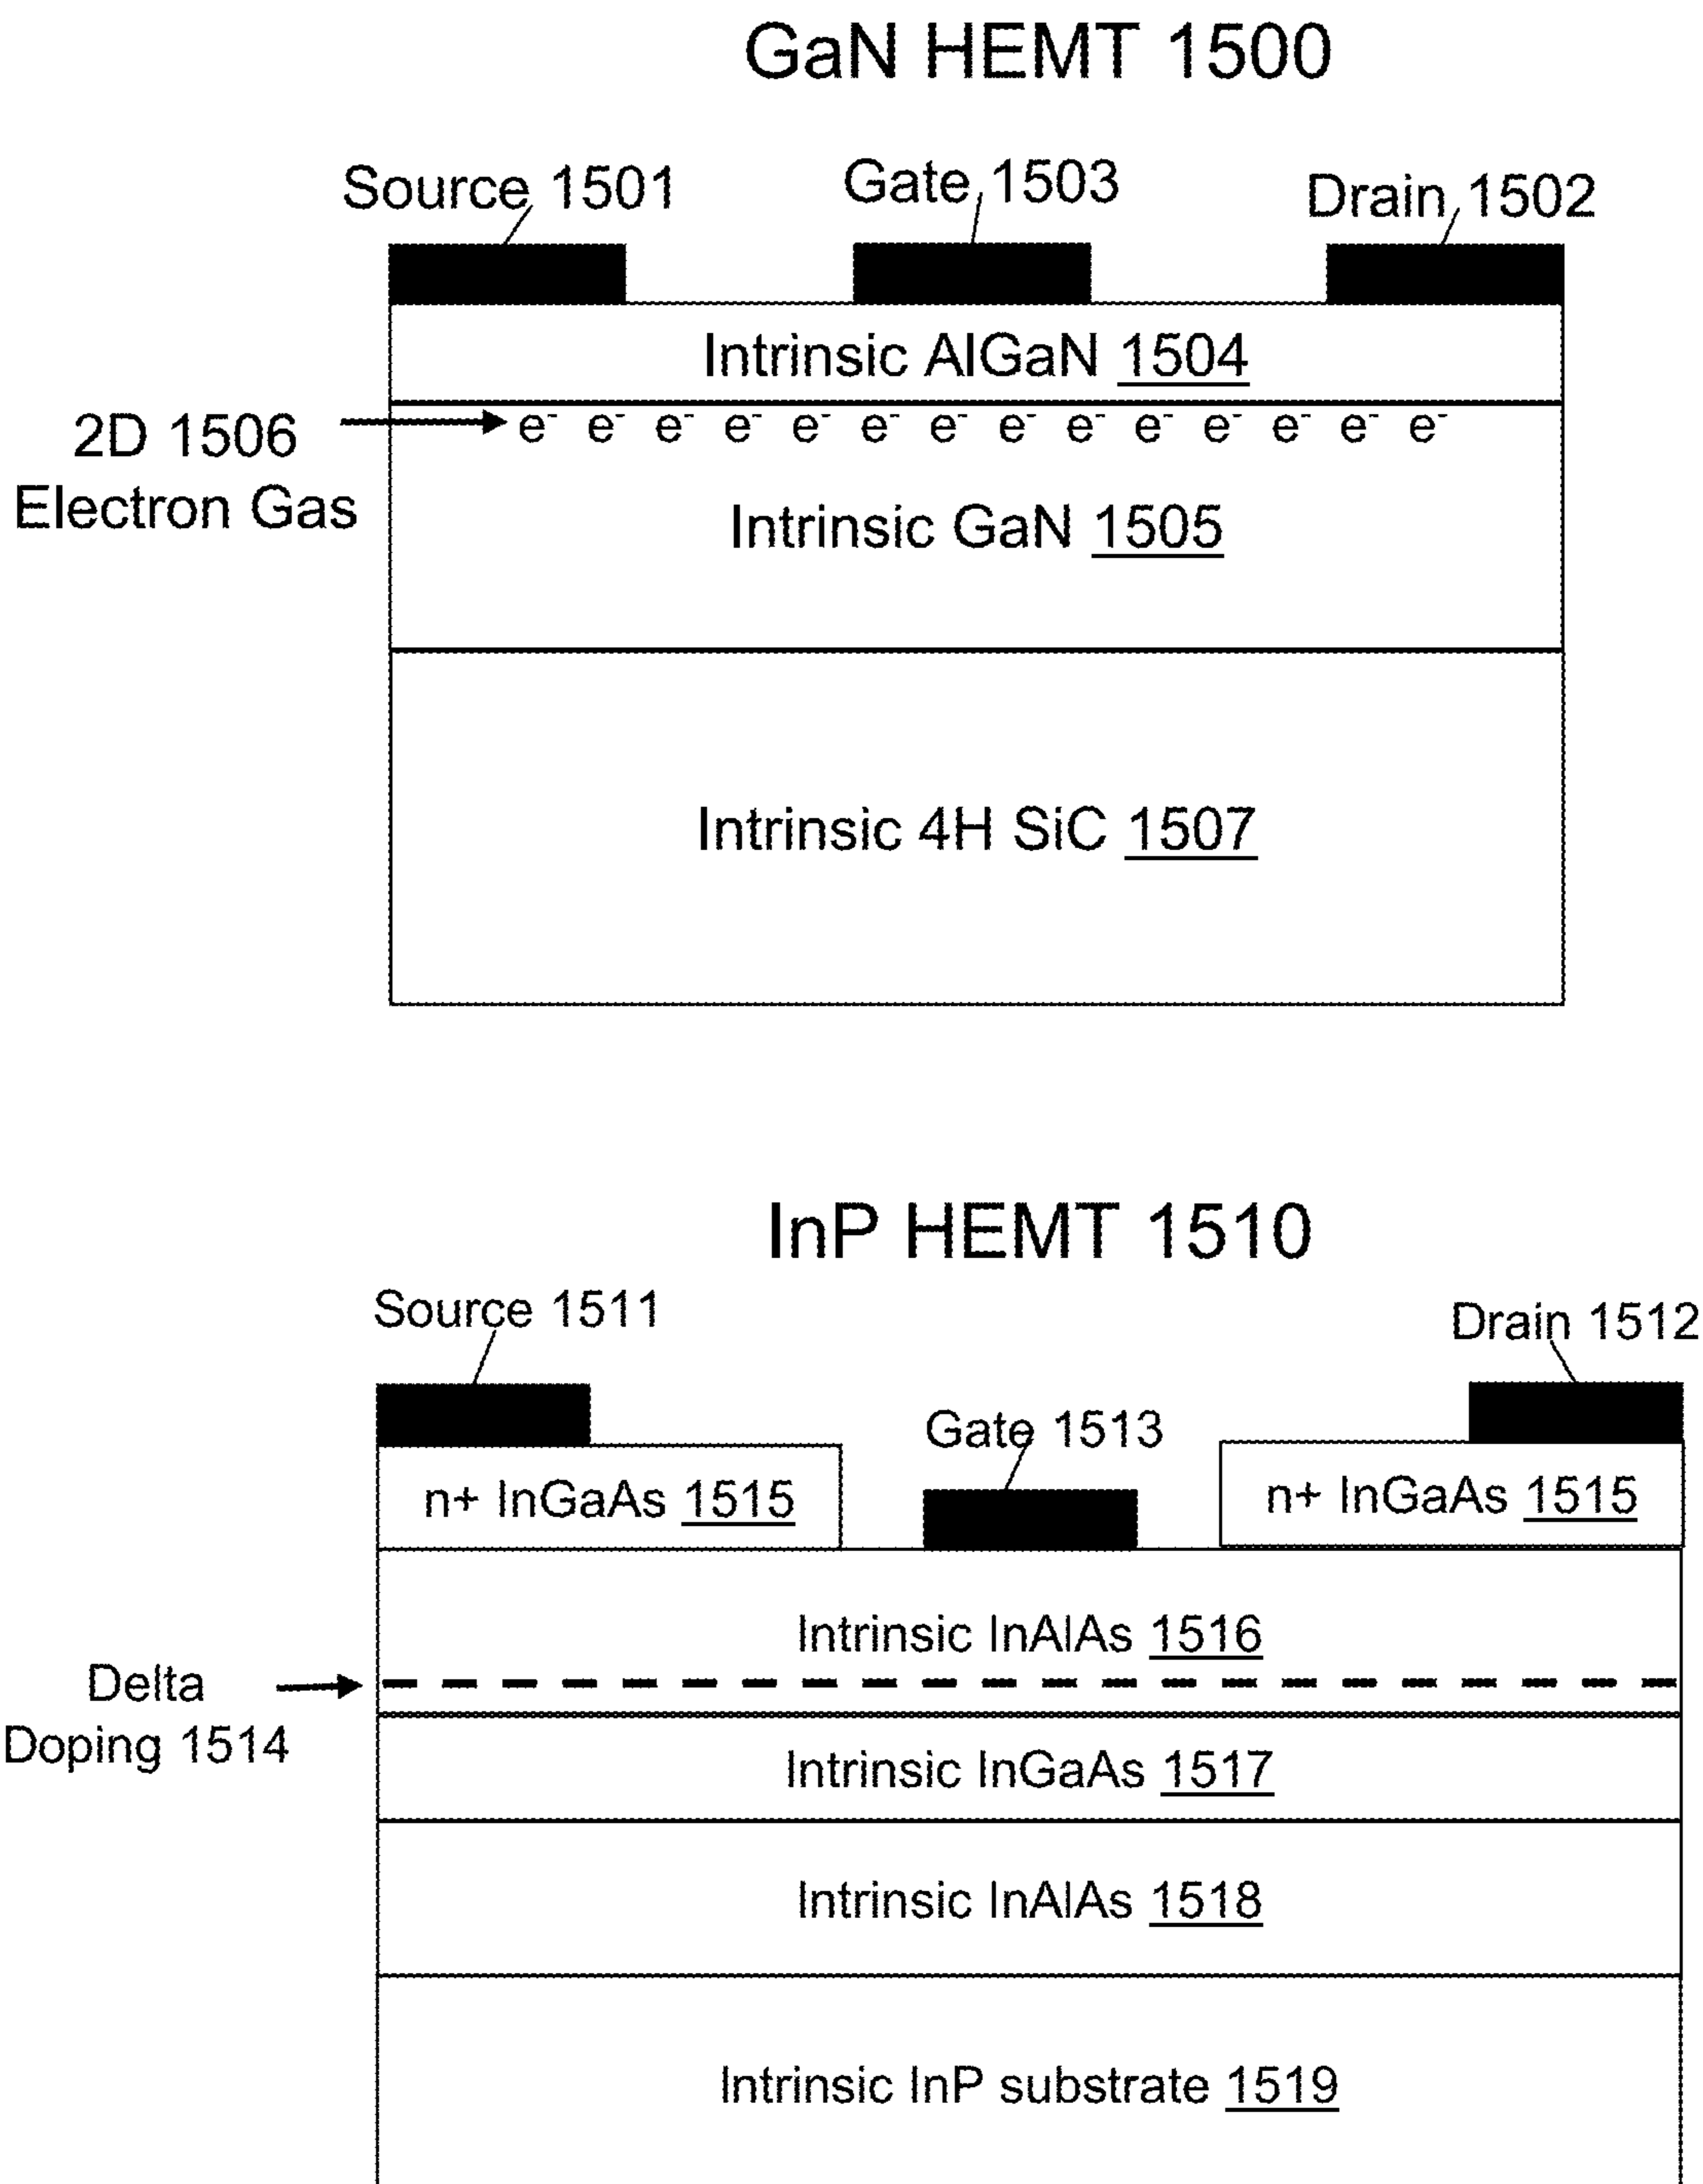 GaN HEMT 1500
Source 1501
Gate 1503
Drain 1502
Intrinsic AlGaN 1504
2D 1506
Electron Gas
e- e- e- e- e- e- e- e- e- e- e- e- e- e-
Intrinsic GaN 1505
Intrinsic 4H SiC 1507
InP HEMT 1510
Source 1511
Drain 1512
Gate 1513
n+ InGaAs 1515
n+ InGaAs 1515
Intrinsic InAlAs 1516
Delta
Doping 1514
Intrinsic InGaAs 1517
Intrinsic InAlAs 1518
Intrinsic InP substrate 1519